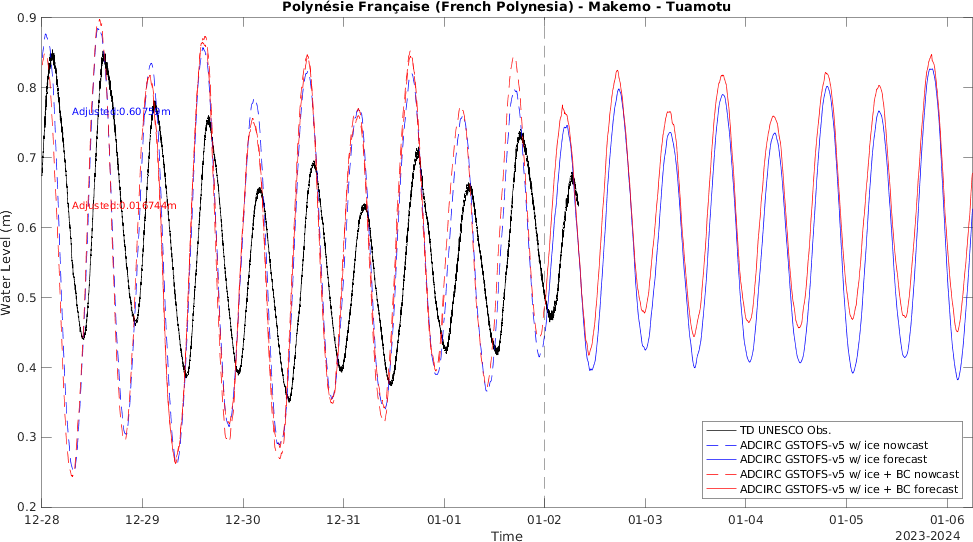 Polynésie Française (French Polynesia) - Makemo - Tuamotu
Water Level (m)
0.9
0.8
0.7
0.6
0.5
0.4
0.3
0.2
Adjusted:0.60759m
Adjusted:0.016744m
TD UNESCO Obs.
ADCIRC GSTOFS-v5 w/ ice nowcast
ADCIRC GSTOFS-v5 w/ ice forecast
ADCIRC GSTOFS-v5 w/ ice + BC nowcast
ADCIRC GSTOFS-v5 w/ ice + BC forecast
12-28 12-29 12-30 12-31 01-01 01-02 01-03 01-04 01-05 01-06
Time
2023-2024